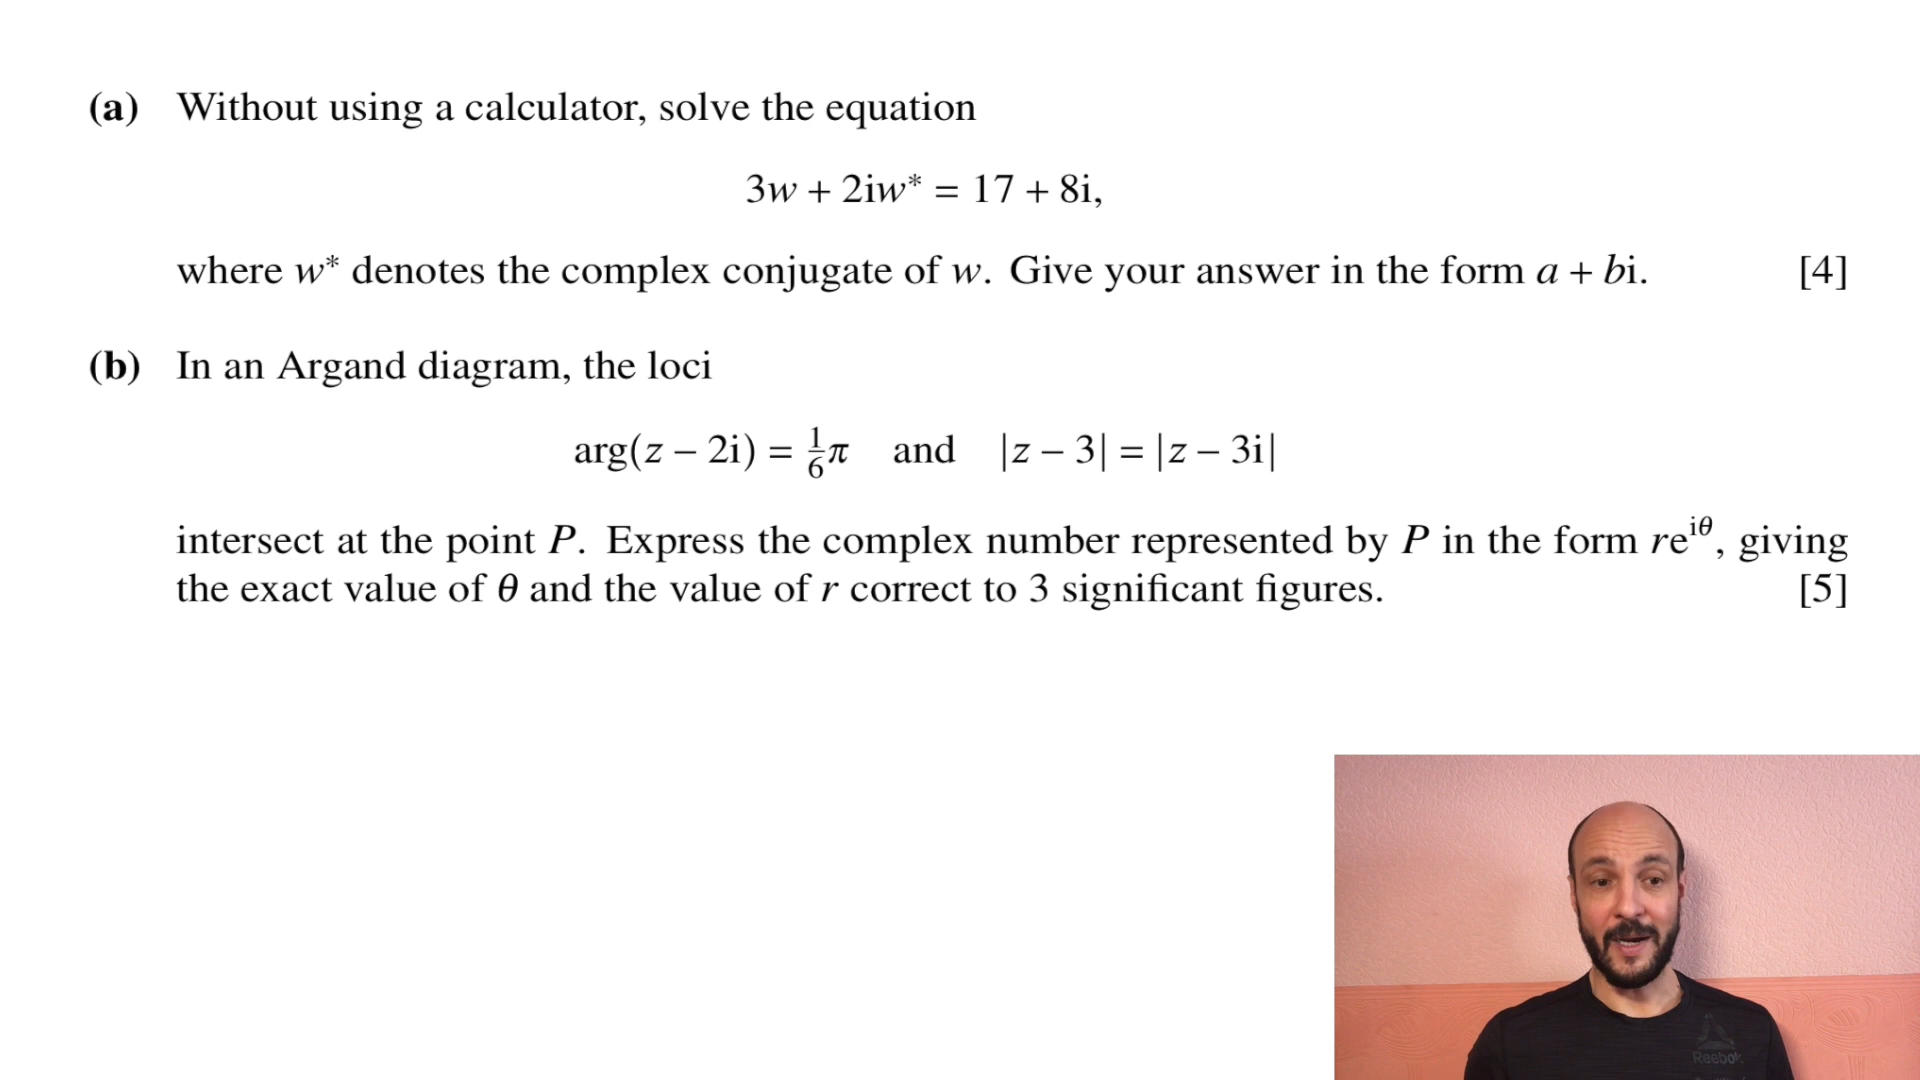 (a) Without using a calculator, solve the equation
3w + 2iw* = 17 + 8i,
where w* denotes the complex conjugate of w. Give your answer in the form a + bi. [4]
(b) In an Argand diagram, the loci
arg(z − 2i) = 1/6 π and |z − 3| = |z − 3i|
intersect at the point P. Express the complex number represented by P in the form re^{iθ}, giving
the exact value of θ and the value of r correct to 3 significant figures. [5]
Reebok